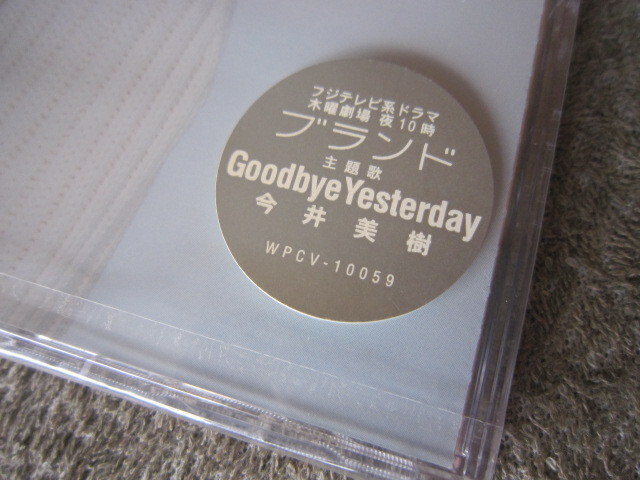 フジテレビ系ドラマ
木曜劇場 夜10時
ブランド
主題歌
Goodbye Yesterday
今井美樹
WPCV-10059